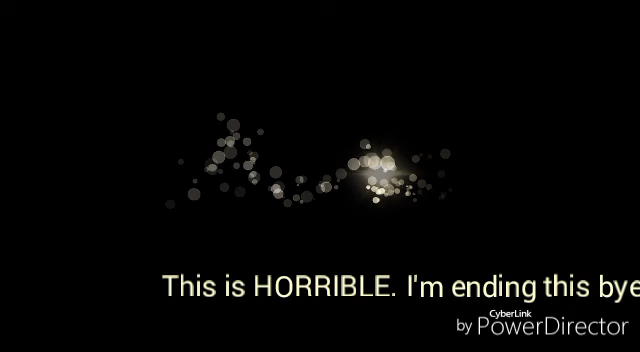 This is HORRIBLE. I'm ending this bye
CyberLink
by PowerDirector